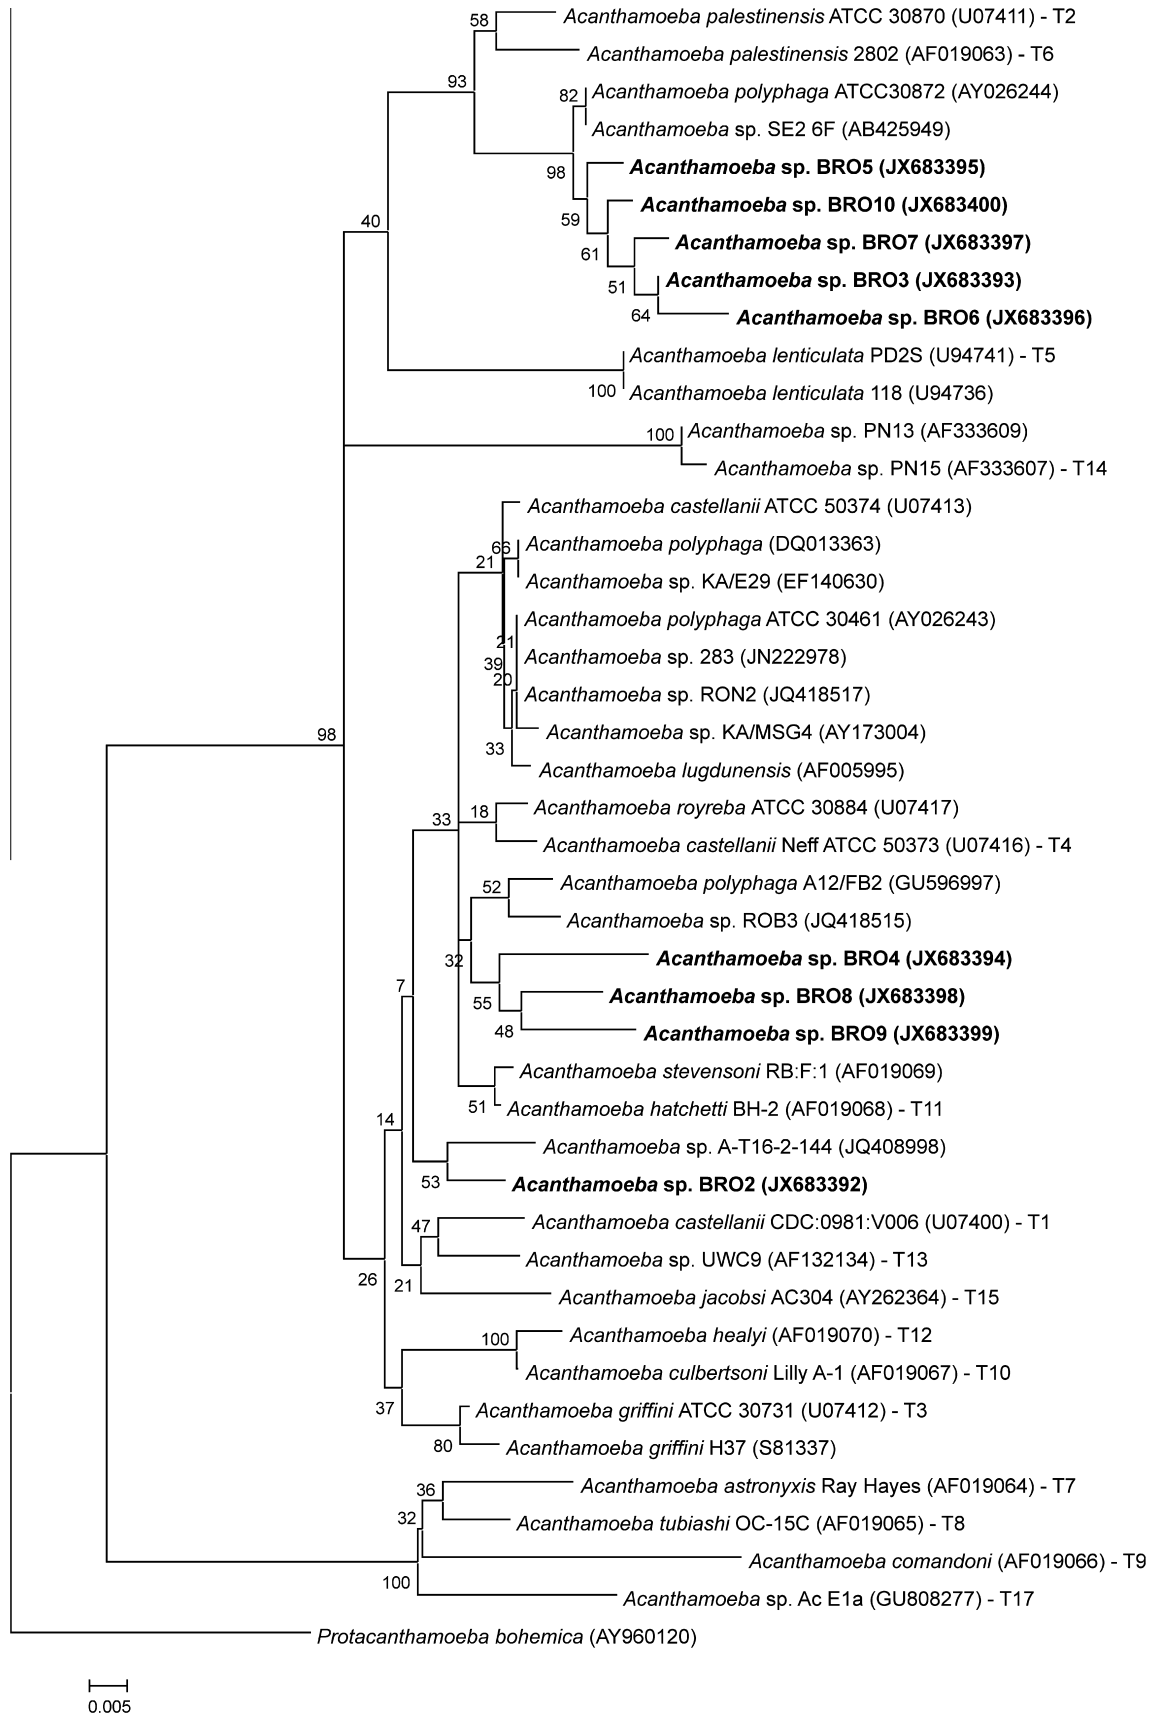 58
Acanthamoeba palestinensis ATCC 30870 (U07411) - T2
Acanthamoeba palestinensis 2802 (AF019063) - T6
93
82
Acanthamoeba polyphaga ATCC30872 (AY026244)
Acanthamoeba sp. SE2 6F (AB425949)
98
Acanthamoeba sp. BRO5 (JX683395)
Acanthamoeba sp. BRO10 (JX683400)
59
40
Acanthamoeba sp. BRO7 (JX683397)
61
Acanthamoeba sp. BRO3 (JX683393)
51
64
Acanthamoeba sp. BRO6 (JX683396)
Acanthamoeba lenticulata PD2S (U94741) - T5
100
Acanthamoeba lenticulata 118 (U94736)
100
Acanthamoeba sp. PN13 (AF333609)
Acanthamoeba sp. PN15 (AF333607) - T14
Acanthamoeba castellanii ATCC 50374 (U07413)
66
Acanthamoeba polyphaga (DQ013363)
21
Acanthamoeba sp. KA/E29 (EF140630)
Acanthamoeba polyphaga ATCC 30461 (AY026243)
21
39
Acanthamoeba sp. 283 (JN222978)
20
Acanthamoeba sp. RON2 (JQ418517)
98
Acanthamoeba sp. KA/MSG4 (AY173004)
33
Acanthamoeba lugdunensis (AF005995)
Acanthamoeba royreba ATCC 30884 (U07417)
33
18
Acanthamoeba castellanii Neff ATCC 50373 (U07416) - T4
52
Acanthamoeba polyphaga A12/FB2 (GU596997)
Acanthamoeba sp. ROB3 (JQ418515)
32
Acanthamoeba sp. BRO4 (JX683394)
7
55
Acanthamoeba sp. BRO8 (JX683398)
48
Acanthamoeba sp. BRO9 (JX683399)
Acanthamoeba stevensoni RB:F:1 (AF019069)
51
Acanthamoeba hatchetti BH-2 (AF019068) - T11
14
Acanthamoeba sp. A-T16-2-144 (JQ408998)
53
Acanthamoeba sp. BRO2 (JX683392)
47
Acanthamoeba castellanii CDC:0981:V006 (U07400) - T1
Acanthamoeba sp. UWC9 (AF132134) - T13
26
21
Acanthamoeba jacobsi AC304 (AY262364) - T15
100
Acanthamoeba healyi (AF019070) - T12
Acanthamoeba culbertsoni Lilly A-1 (AF019067) - T10
37
Acanthamoeba griffini ATCC 30731 (U07412) - T3
80
Acanthamoeba griffini H37 (S81337)
36
Acanthamoeba astronyxis Ray Hayes (AF019064) - T7
32
Acanthamoeba tubiashi OC-15C (AF019065) - T8
Acanthamoeba comandoni (AF019066) - T9
100
Acanthamoeba sp. Ac E1a (GU808277) - T17
Protacanthamoeba bohemica (AY960120)
0.005